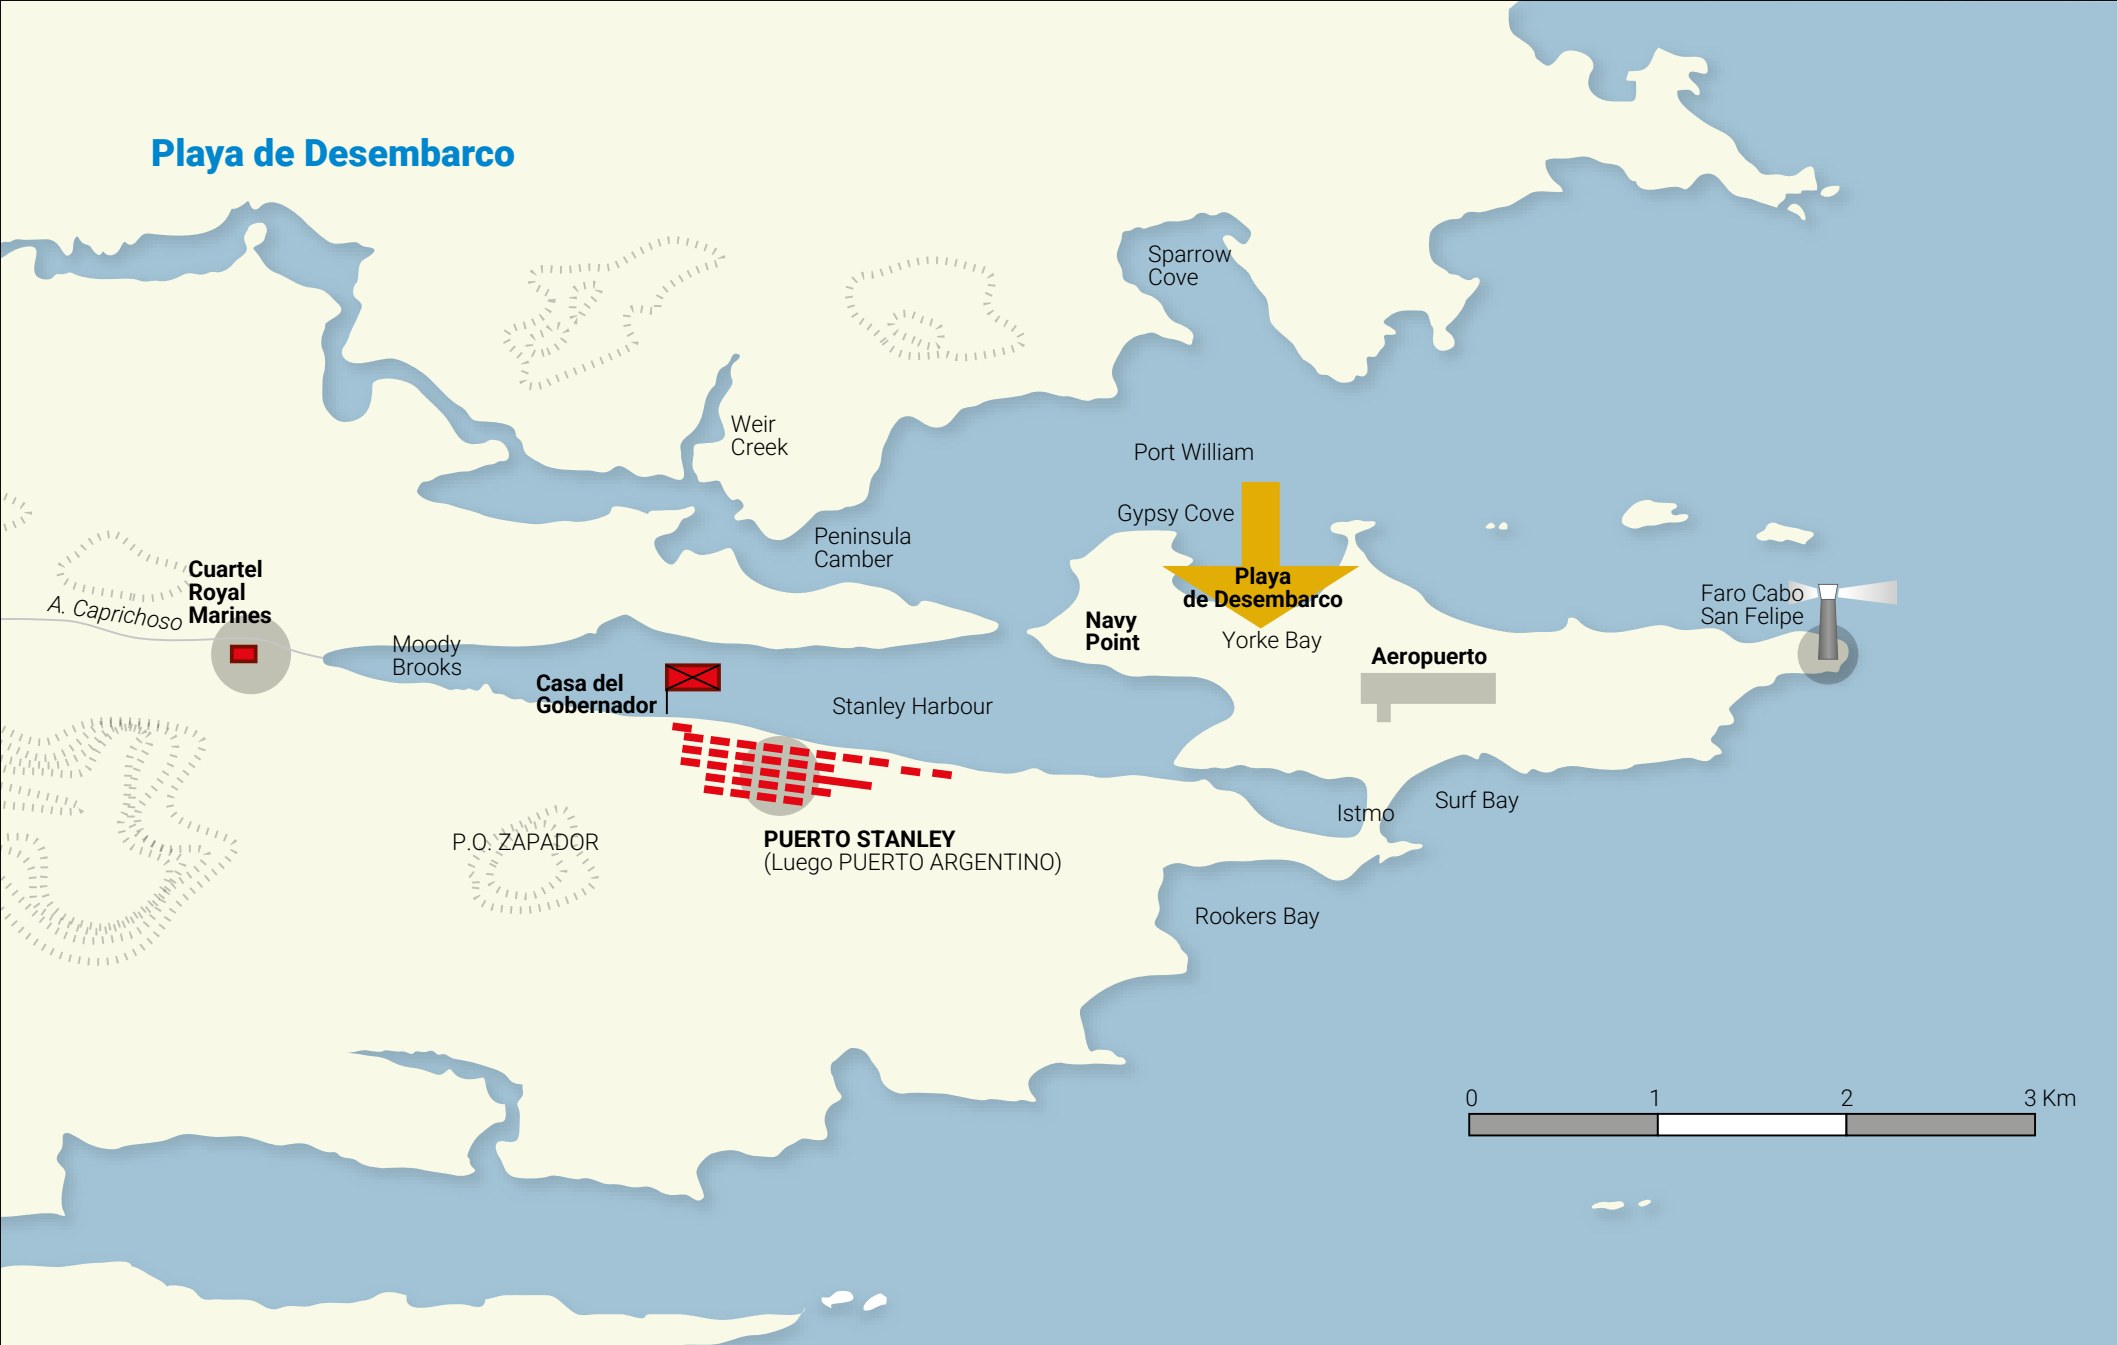 Playa de Desembarco
Sparrow
Cove
Weir
Creek
Port William
Gypsy Cove
Peninsula
Camber
Cuartel
Royal
Marines
A. Caprichoso
Playa
de Desembarco
Faro Cabo
San Felipe
Navy
Point
Yorke Bay
Moody
Brooks
Aeropuerto
Casa del
Gobernador
Stanley Harbour
Istmo
Surf Bay
P.O. ZAPADOR
PUERTO STANLEY
(Luego PUERTO ARGENTINO)
Rookers Bay
0 1 2 3 Km